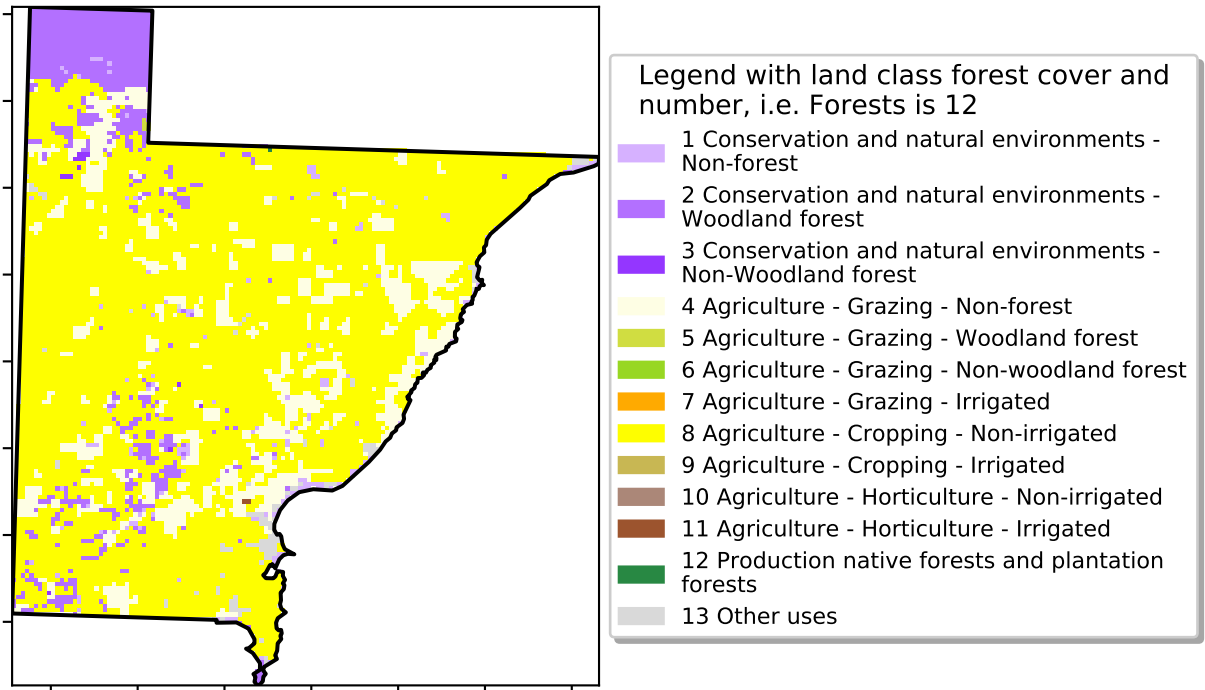 Legend with land class forest cover and
number, i.e. Forests is 12
1 Conservation and natural environments -
Non-forest
2 Conservation and natural environments -
Woodland forest
3 Conservation and natural environments -
Non-Woodland forest
4 Agriculture - Grazing - Non-forest
5 Agriculture - Grazing - Woodland forest
6 Agriculture - Grazing - Non-woodland forest
7 Agriculture - Grazing - Irrigated
8 Agriculture - Cropping - Non-irrigated
9 Agriculture - Cropping - Irrigated
10 Agriculture - Horticulture - Non-irrigated
11 Agriculture - Horticulture - Irrigated
12 Production native forests and plantation
forests
13 Other uses